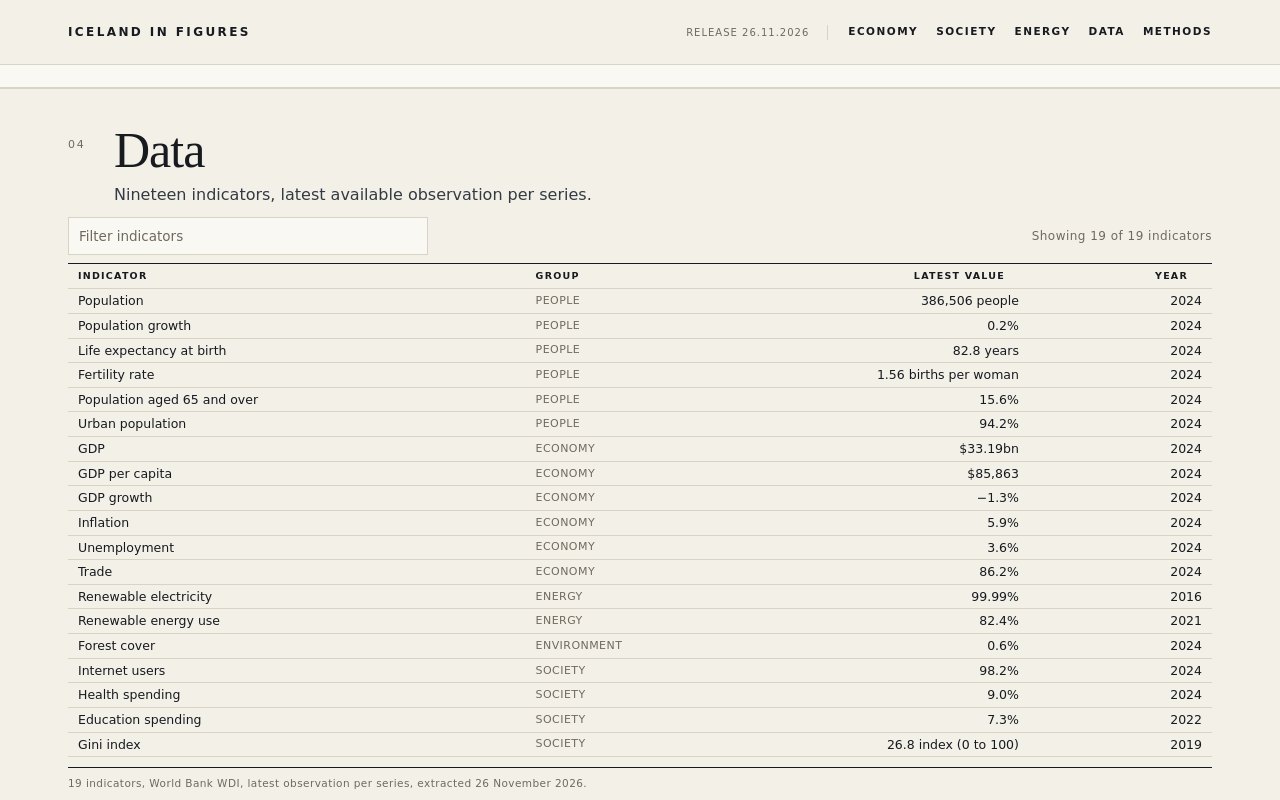 ICELAND IN FIGURES
RELEASE 26.11.2026 ECONOMY SOCIETY ENERGY DATA METHODS
04
Data
Nineteen indicators, latest available observation per series.
Filter indicators
Showing 19 of 19 indicators
INDICATOR GROUP LATEST VALUE YEAR
Population PEOPLE 386,506 people 2024
Population growth PEOPLE 0.2% 2024
Life expectancy at birth PEOPLE 82.8 years 2024
Fertility rate PEOPLE 1.56 births per woman 2024
Population aged 65 and over PEOPLE 15.6% 2024
Urban population PEOPLE 94.2% 2024
GDP ECONOMY $33.19bn 2024
GDP per capita ECONOMY $85,863 2024
GDP growth ECONOMY −1.3% 2024
Inflation ECONOMY 5.9% 2024
Unemployment ECONOMY 3.6% 2024
Trade ECONOMY 86.2% 2024
Renewable electricity ENERGY 99.99% 2016
Renewable energy use ENERGY 82.4% 2021
Forest cover ENVIRONMENT 0.6% 2024
Internet users SOCIETY 98.2% 2024
Health spending SOCIETY 9.0% 2024
Education spending SOCIETY 7.3% 2022
Gini index SOCIETY 26.8 index (0 to 100) 2019
19 indicators, World Bank WDI, latest observation per series, extracted 26 November 2026.